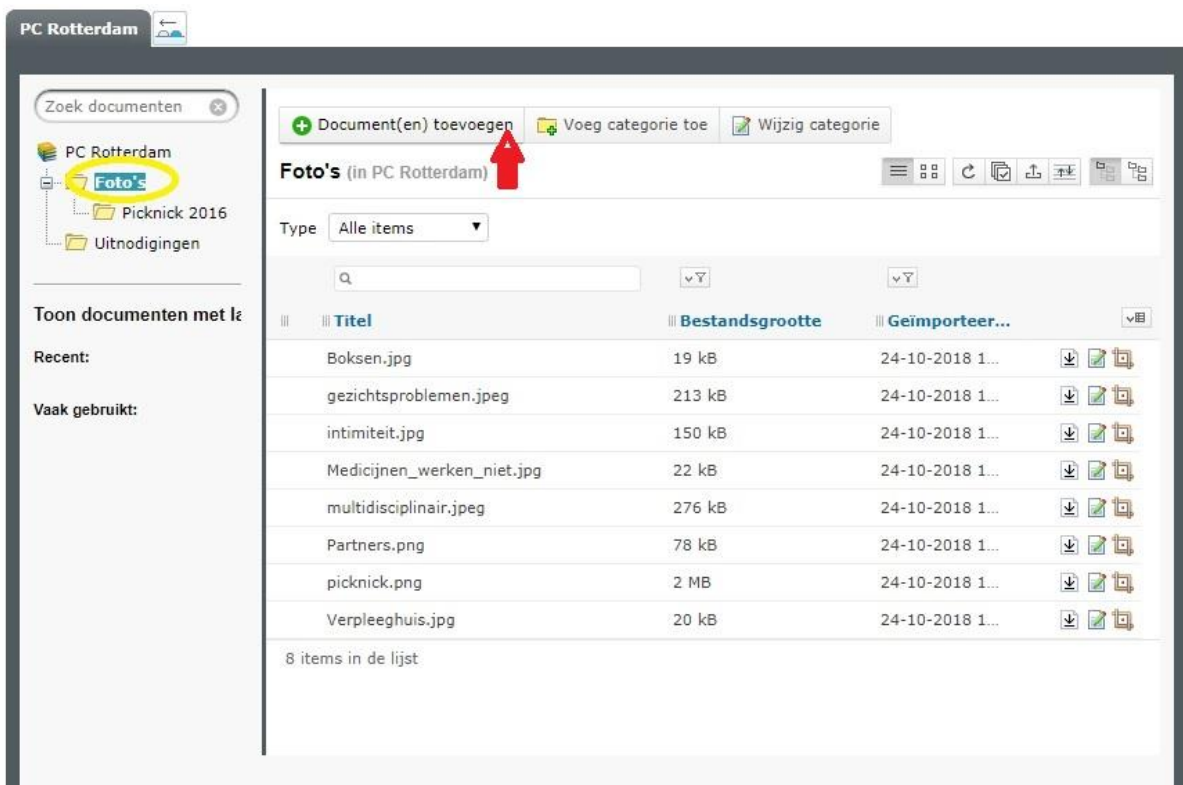 PC Rotterdam
Zoek documenten
PC Rotterdam
Foto's
Picknick 2016
Uitnodigingen
Toon documenten met la
Recent:
Vaak gebruikt:
Document(en) toevoegen Voeg categorie toe Wijzig categorie
Foto's (in PC Rotterdam)
Type Alle items
Titel Bestandsgrootte Geïmporteer...
Boksen.jpg 19 kB 24-10-2018 1...
gezichtsproblemen.jpeg 213 kB 24-10-2018 1...
intimiteit.jpg 150 kB 24-10-2018 1...
Medicijnen_werken_niet.jpg 22 kB 24-10-2018 1...
multidisciplinair.jpeg 276 kB 24-10-2018 1...
Partners.png 78 kB 24-10-2018 1...
picknick.png 2 MB 24-10-2018 1...
Verpleeghuis.jpg 20 kB 24-10-2018 1...
8 items in de lijst